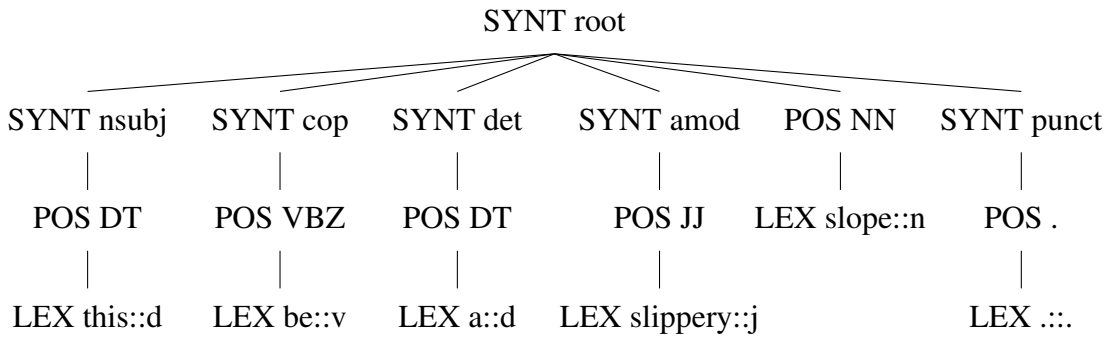 SYNT root
SYNT nsubj SYNT cop SYNT det SYNT amod POS NN SYNT punct
POS DT POS VBZ POS DT POS JJ LEX slope::n POS .
LEX this::d LEX be::v LEX a::d LEX slippery::j LEX .::.